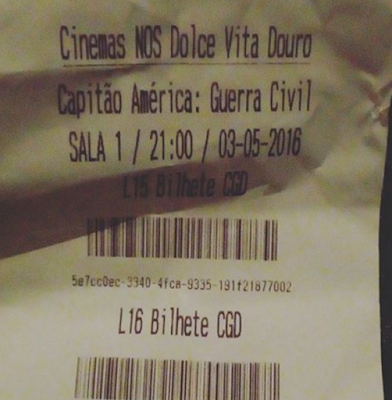 Cinemas NOS Dolce Vita Douro
Capitão América: Guerra Civil
SALA 1 / 21:00 / 03-05-2016
L15 Bilhete CGD
5e7cc0ec-3340-4fca-9335-191f21877002
L16 Bilhete CGD